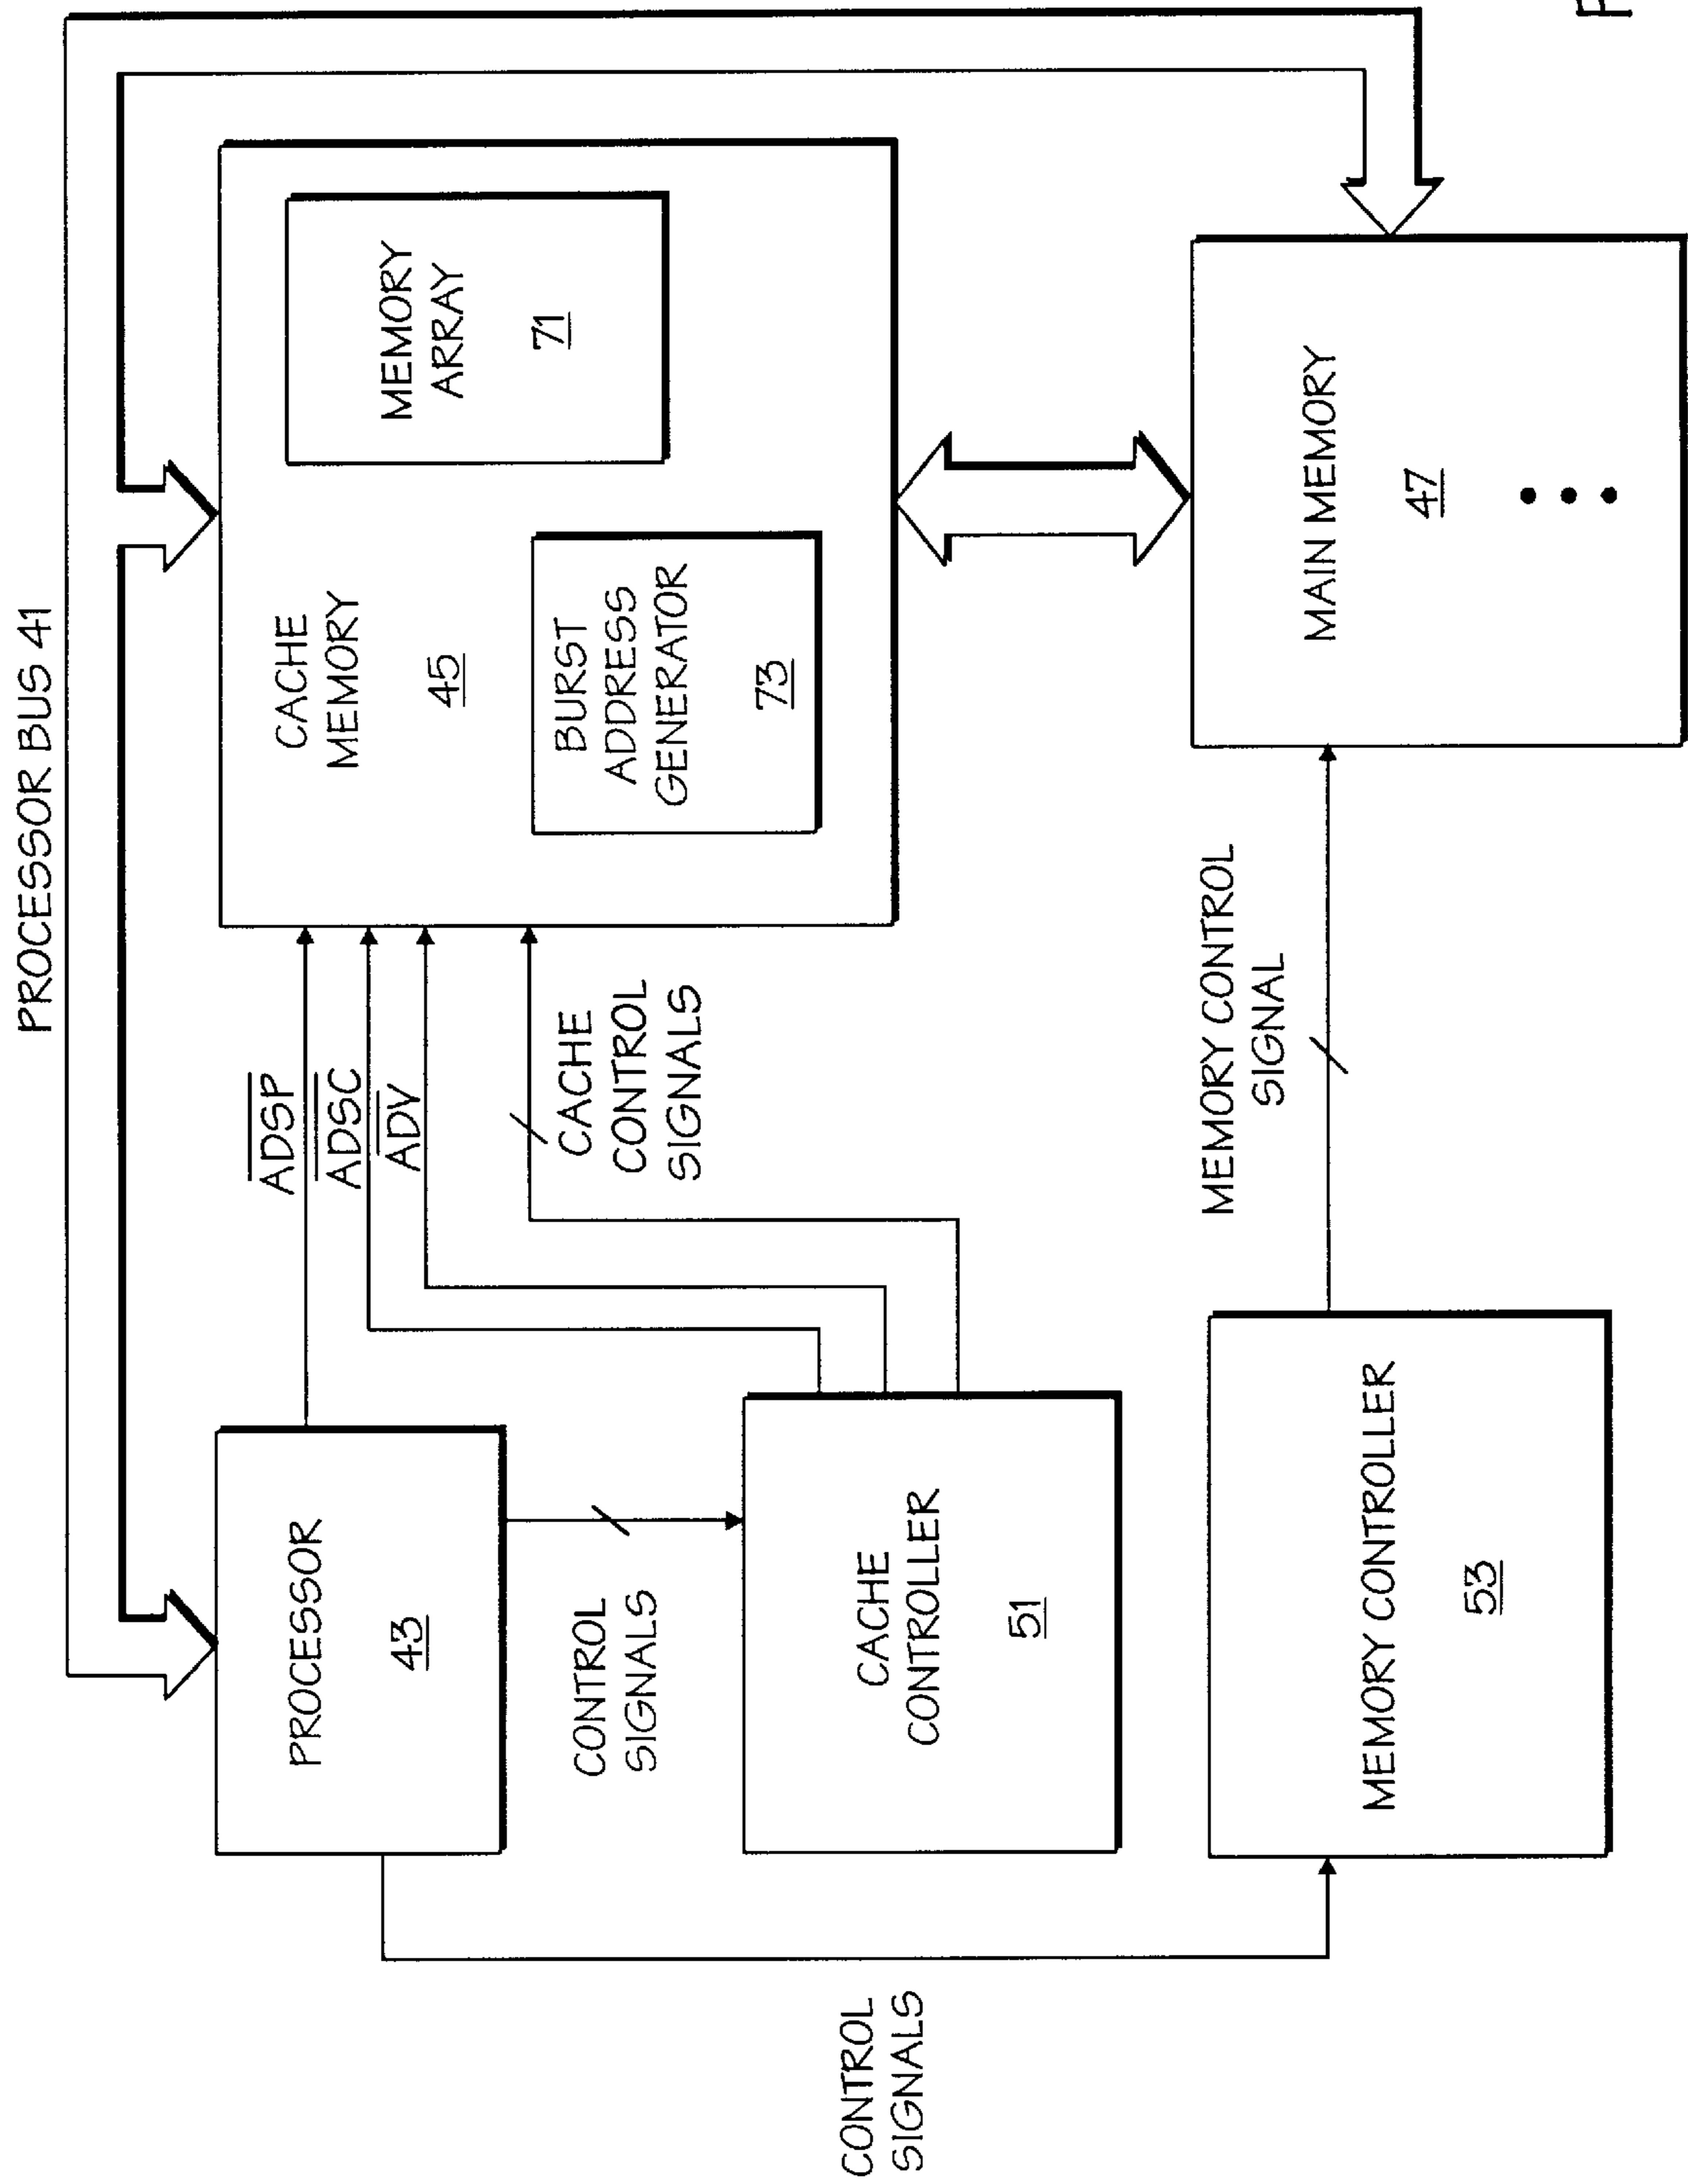 PROCESSOR BUS 41
PROCESSOR
43
ADSP
ADSC
ADV
CACHE
MEMORY
45
MEMORY
ARRAY
71
BURST
ADDRESS
GENERATOR
73
CONTROL
SIGNALS
CACHE
CONTROL
SIGNALS
CACHE
CONTROLLER
51
CONTROL
SIGNALS
MEMORY CONTROL
SIGNAL
MEMORY CONTROLLER
53
MAIN MEMORY
47